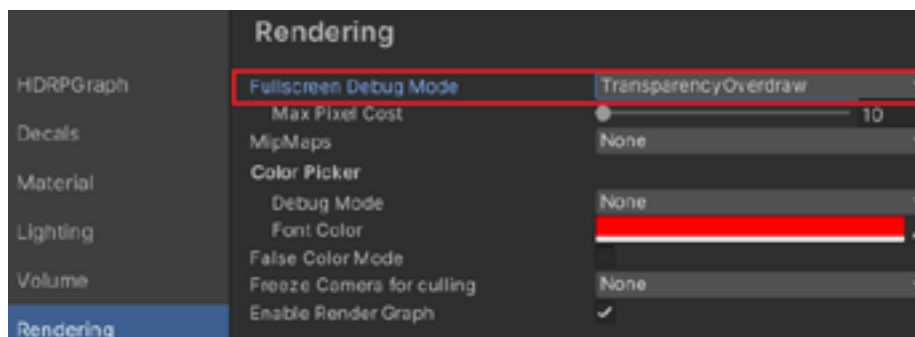 Rendering
HDRPGraph
Decals
Material
Lighting
Volume
Rendering
Fullscreen Debug Mode TransparencyOverdraw
Max Pixel Cost 10
MipMaps None
Color Picker
Debug Mode None
Font Color
False Color Mode
Freeze Camera for culling None
Enable Render Graph